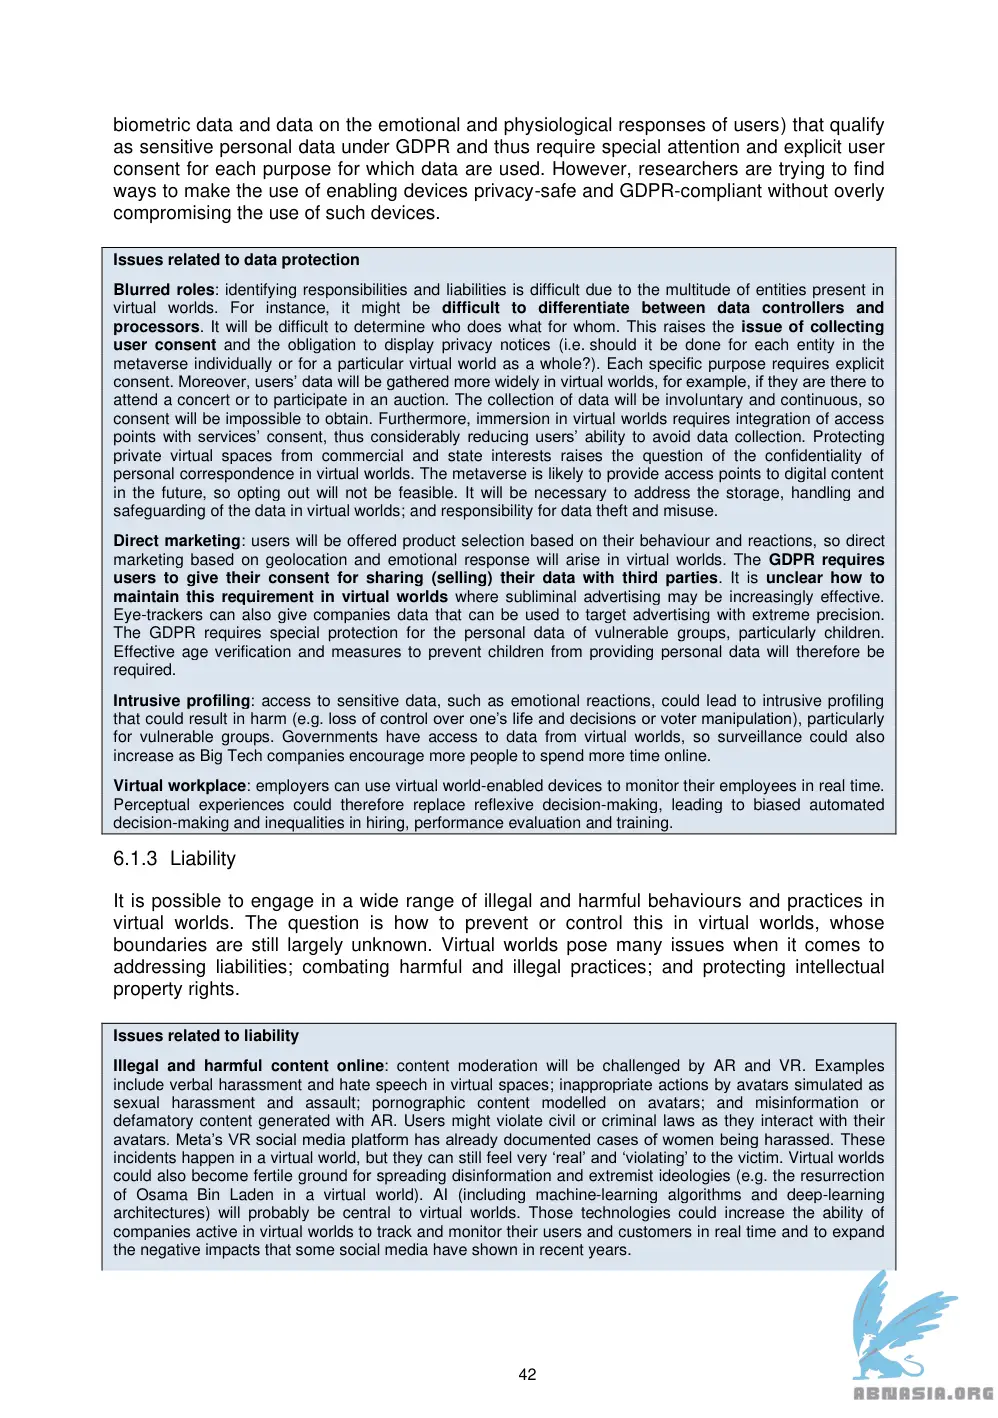 biometric data and data on the emotional and physiological responses of users) that qualify
as sensitive personal data under GDPR and thus require special attention and explicit user
consent for each purpose for which data are used. However, researchers are trying to find
ways to make the use of enabling devices privacy-safe and GDPR-compliant without overly
compromising the use of such devices.
Issues related to data protection
Blurred roles: identifying responsibilities and liabilities is difficult due to the multitude of entities present in
virtual worlds. For instance, it might be difficult to differentiate between data controllers and
processors. It will be difficult to determine who does what for whom. This raises the issue of collecting
user consent and the obligation to display privacy notices (i.e. should it be done for each entity in the
metaverse individually or for a particular virtual world as a whole?). Each specific purpose requires explicit
consent. Moreover, users’ data will be gathered more widely in virtual worlds, for example, if they are there to
attend a concert or to participate in an auction. The collection of data will be involuntary and continuous, so
consent will be impossible to obtain. Furthermore, immersion in virtual worlds requires integration of access
points with services’ consent, thus considerably reducing users’ ability to avoid data collection. Protecting
private virtual spaces from commercial and state interests raises the question of the confidentiality of
personal correspondence in virtual worlds. The metaverse is likely to provide access points to digital content
in the future, so opting out will not be feasible. It will be necessary to address the storage, handling and
safeguarding of the data in virtual worlds; and responsibility for data theft and misuse.
Direct marketing: users will be offered product selection based on their behaviour and reactions, so direct
marketing based on geolocation and emotional response will arise in virtual worlds. The GDPR requires
users to give their consent for sharing (selling) their data with third parties. It is unclear how to
maintain this requirement in virtual worlds where subliminal advertising may be increasingly effective.
Eye-trackers can also give companies data that can be used to target advertising with extreme precision.
The GDPR requires special protection for the personal data of vulnerable groups, particularly children.
Effective age verification and measures to prevent children from providing personal data will therefore be
required.
Intrusive profiling: access to sensitive data, such as emotional reactions, could lead to intrusive profiling
that could result in harm (e.g. loss of control over one’s life and decisions or voter manipulation), particularly
for vulnerable groups. Governments have access to data from virtual worlds, so surveillance could also
increase as Big Tech companies encourage more people to spend more time online.
Virtual workplace: employers can use virtual world-enabled devices to monitor their employees in real time.
Perceptual experiences could therefore replace reflexive decision-making, leading to biased automated
decision-making and inequalities in hiring, performance evaluation and training.
6.1.3 Liability
It is possible to engage in a wide range of illegal and harmful behaviours and practices in
virtual worlds. The question is how to prevent or control this in virtual worlds, whose
boundaries are still largely unknown. Virtual worlds pose many issues when it comes to
addressing liabilities; combating harmful and illegal practices; and protecting intellectual
property rights.
Issues related to liability
Illegal and harmful content online: content moderation will be challenged by AR and VR. Examples
include verbal harassment and hate speech in virtual spaces; inappropriate actions by avatars simulated as
sexual harassment and assault; pornographic content modelled on avatars; and misinformation or
defamatory content generated with AR. Users might violate civil or criminal laws as they interact with their
avatars. Meta’s VR social media platform has already documented cases of women being harassed. These
incidents happen in a virtual world, but they can still feel very ‘real’ and ‘violating’ to the victim. Virtual worlds
could also become fertile ground for spreading disinformation and extremist ideologies (e.g. the resurrection
of Osama Bin Laden in a virtual world). AI (including machine-learning algorithms and deep-learning
architectures) will probably be central to virtual worlds. Those technologies could increase the ability of
companies active in virtual worlds to track and monitor their users and customers in real time and to expand
the negative impacts that some social media have shown in recent years.
42
ABNASIA.ORG